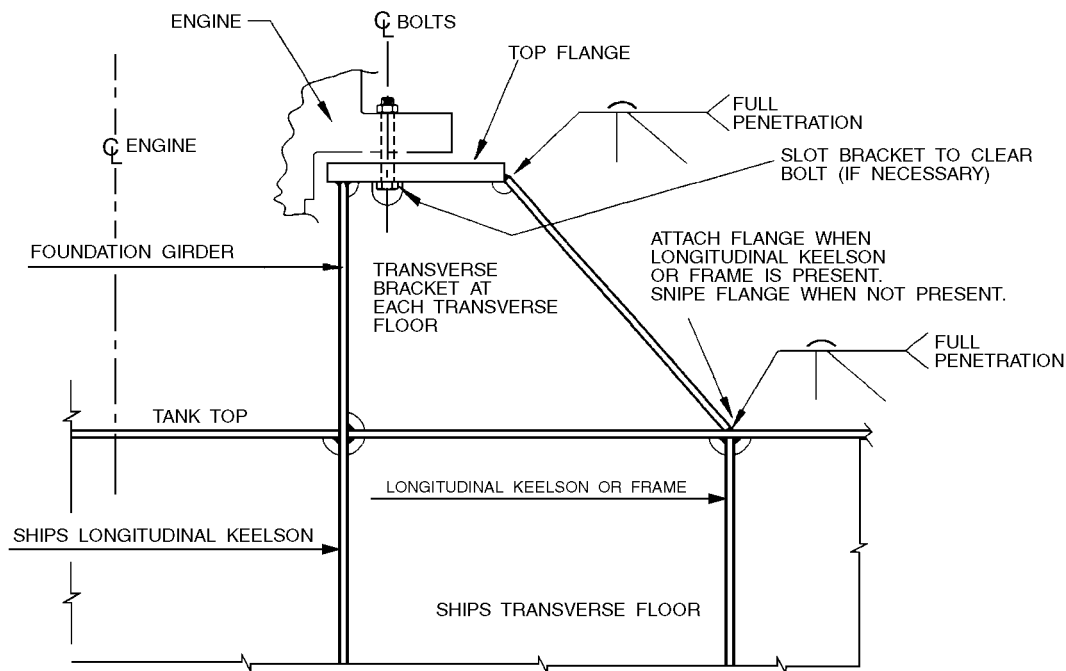 ENGINE
℄ BOLTS
TOP FLANGE
FULL
PENETRATION
℄ ENGINE
SLOT BRACKET TO CLEAR
BOLT (IF NECESSARY)
FOUNDATION GIRDER
TRANSVERSE
BRACKET AT
EACH TRANSVERSE
FLOOR
ATTACH FLANGE WHEN
LONGITUDINAL KEELSON
OR FRAME IS PRESENT.
SNIPE FLANGE WHEN NOT PRESENT.
FULL
PENETRATION
TANK TOP
LONGITUDINAL KEELSON OR FRAME
SHIPS LONGITUDINAL KEELSON
SHIPS TRANSVERSE FLOOR